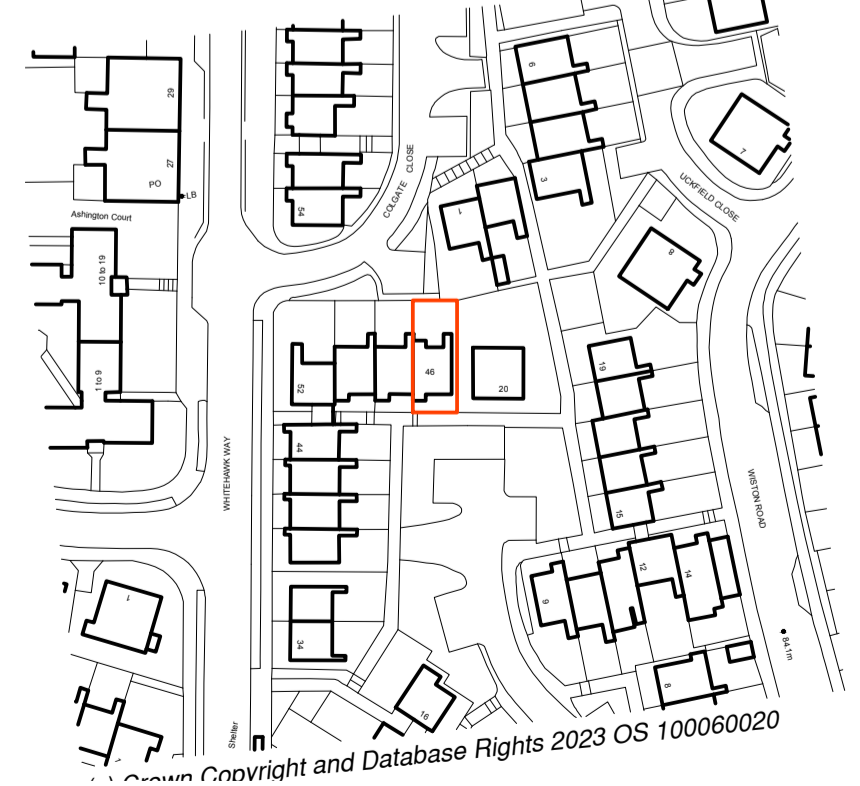 6
29
7
27
COLGATE CLOSE
3
PO
LB
UCKFIELD CLOSE
54
1
Ashington Court
8
10 to 19
19
1 to 9
46
52
20
44
WHITEHAWK WAY
WISTON ROAD
15
12
14
9
1
34
84.1m
8
16
Shelter
Crown Copyright and Database Rights 2023 OS 100060020